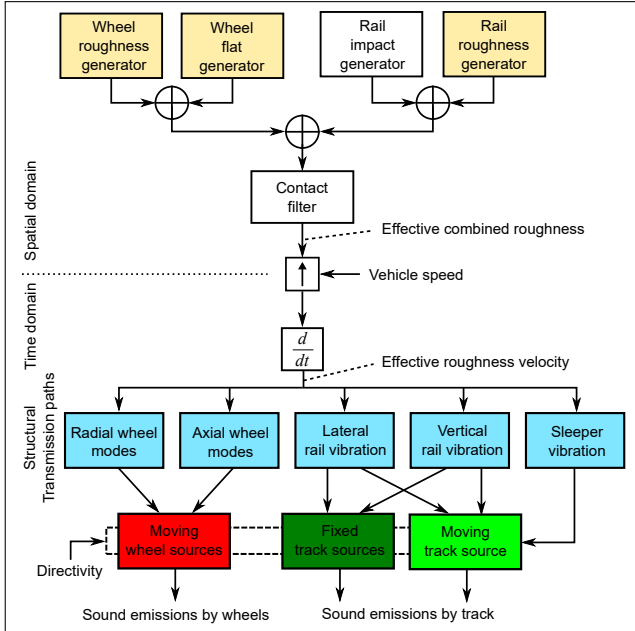 Wheel
roughness
generator
Wheel
flat
generator
Rail
impact
generator
Rail
roughness
generator
Contact
filter
Effective combined roughness
Spatial domain
Vehicle speed
Time domain
d
dt
Effective roughness velocity
Structural
Transmission paths
Radial wheel
modes
Axial wheel
modes
Lateral
rail vibration
Vertical
rail vibration
Sleeper
vibration
Moving
wheel sources
Fixed
track sources
Moving
track source
Directivity
Sound emissions by wheels
Sound emissions by track